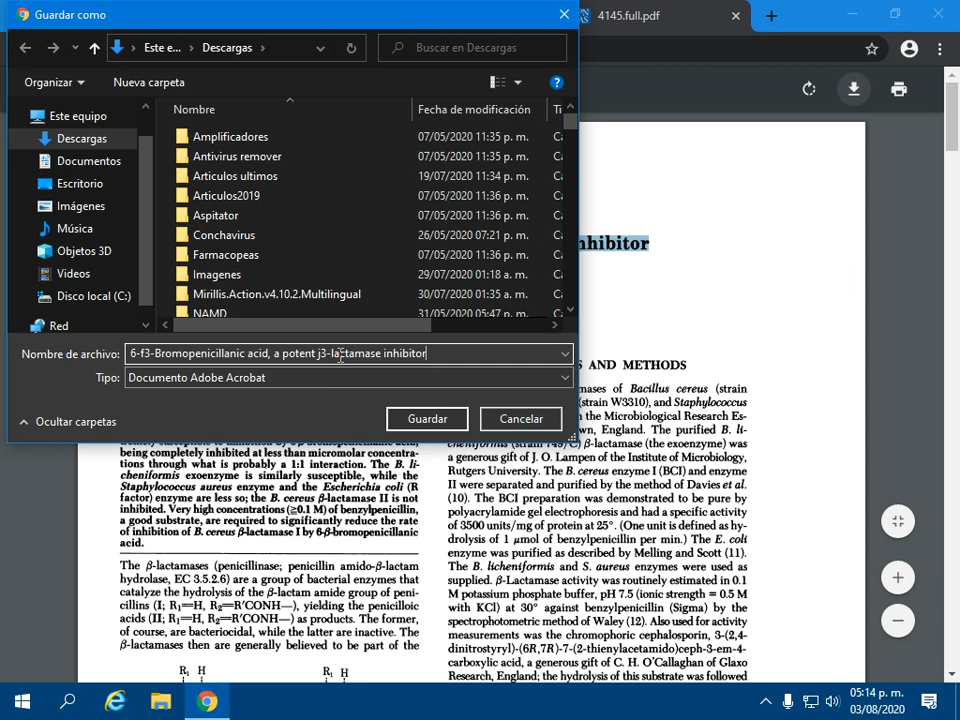 Guardar como
4145.full.pdf
Este e...
Descargas
Buscar en Descargas
Organizar
Nueva carpeta
Nombre
Fecha de modificación
Este equipo
Descargas
Documentos
Escritorio
Imágenes
Música
Objetos 3D
Videos
Disco local (C:)
Red
Amplificadores 07/05/2020 11:35 p. m.
Antivirus remover 07/05/2020 11:35 p. m.
Articulos ultimos 19/07/2020 11:34 p. m.
Articulos2019 07/05/2020 11:36 p. m.
Aspitator 07/05/2020 11:36 p. m.
Conchavirus 26/05/2020 07:21 p. m.
Farmacopeas 07/05/2020 11:36 p. m.
Imagenes 29/07/2020 01:18 a. m.
Mirillis.Action.v4.10.2.Multilingual 30/07/2020 01:35 a. m.
NAMD 31/05/2020 05:47 p. m.
Nombre de archivo: 6-f3-Bromopenicillanic acid, a potent j3-lactamase inhibitor
Tipo: Documento Adobe Acrobat
Ocultar carpetas
Guardar
Cancelar
nhibitor
being completely inhibited at less than micromolar concentra-
tions through what is probably a 1:1 interaction. The B. li-
cheniformis exoenzyme is similarly susceptible, while the
Staphylococcus aureus enzyme and the Escherichia coli (R
factor) enzyme are less so; the B. cereus β-lactamase II is not
inhibited. Very high concentrations (≧0.1 M) of benzylpenicillin,
a good substrate, are required to significantly reduce the rate
of inhibition of B. cereus β-lactamase I by 6-β-bromopenicillanic
acid.
The β-lactamases (penicillinase; penicillin amido-β-lactam
hydrolase, EC 3.5.2.6) are a group of bacterial enzymes that
catalyze the hydrolysis of the β-lactam amide group of peni-
cillins (I; R₁═H, R₂═R'CONH—), yielding the penicilloic
acids (II; R₁═H, R₂═R'CONH—) as products. The former,
of course, are bacteriocidal, while the latter are inactive. The
β-lactamases then are generally believed to be part of the
R₁ H
R₁ H
S AND METHODS
mases of Bacillus cereus (strain
(strain W3310), and Staphylococcus
m the Microbiological Research Es-
wn, England. The purified B. li-
cheniformis (strain 749/C) β-lactamase (the exoenzyme) was
a generous gift of J. O. Lampen of the Institute of Microbiology,
Rutgers University. The B. cereus enzyme I (BCI) and enzyme
II were separated and purified by the method of Davies et al.
(10). The BCI preparation was demonstrated to be pure by
polyacrylamide gel electrophoresis and had a specific activity
of 3500 units/mg of protein at 25°. (One unit is defined as hy-
drolysis of 1 μmol of benzylpenicillin per min.) The E. coli
enzyme was purified as described by Melling and Scott (11).
The B. licheniformis and S. aureus enzymes were used as
supplied. β-Lactamase activity was routinely estimated in 0.1
M potassium phosphate buffer, pH 7.5 (ionic strength = 0.5 M
with KCl) at 30° against benzylpenicillin (Sigma) by the
spectrophotometric method of Waley (12). Also used for activity
measurements was the chromophoric cephalosporin, 3-(2,4-
dinitrostyryl)-(6R,7R)-7-(2-thienylacetamido)ceph-3-em-4-
carboxylic acid, a generous gift of C. H. O'Callaghan of Glaxo
Research, England; the hydrolysis of this substrate was followed
05:14 p. m.
03/08/2020